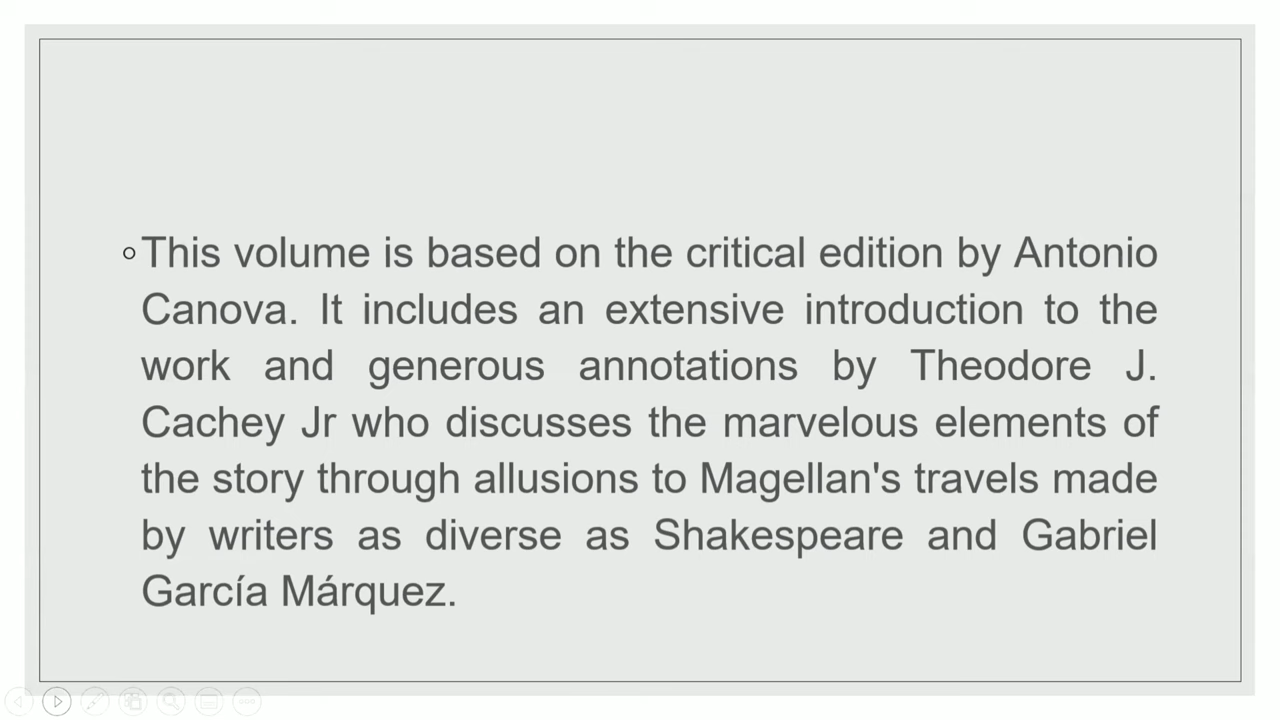 ◦This volume is based on the critical edition by Antonio
Canova. It includes an extensive introduction to the
work and generous annotations by Theodore J.
Cachey Jr who discusses the marvelous elements of
the story through allusions to Magellan's travels made
by writers as diverse as Shakespeare and Gabriel
García Márquez.